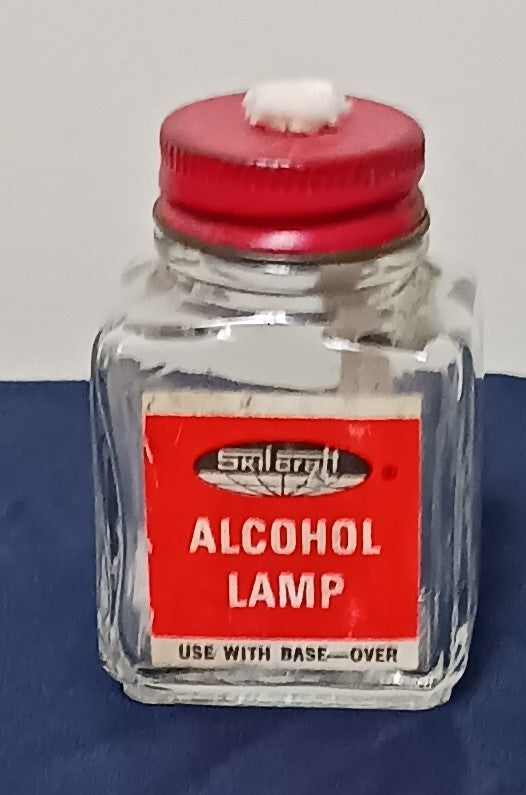 Skilcraft
ALCOHOL
LAMP
USE WITH BASE—OVER